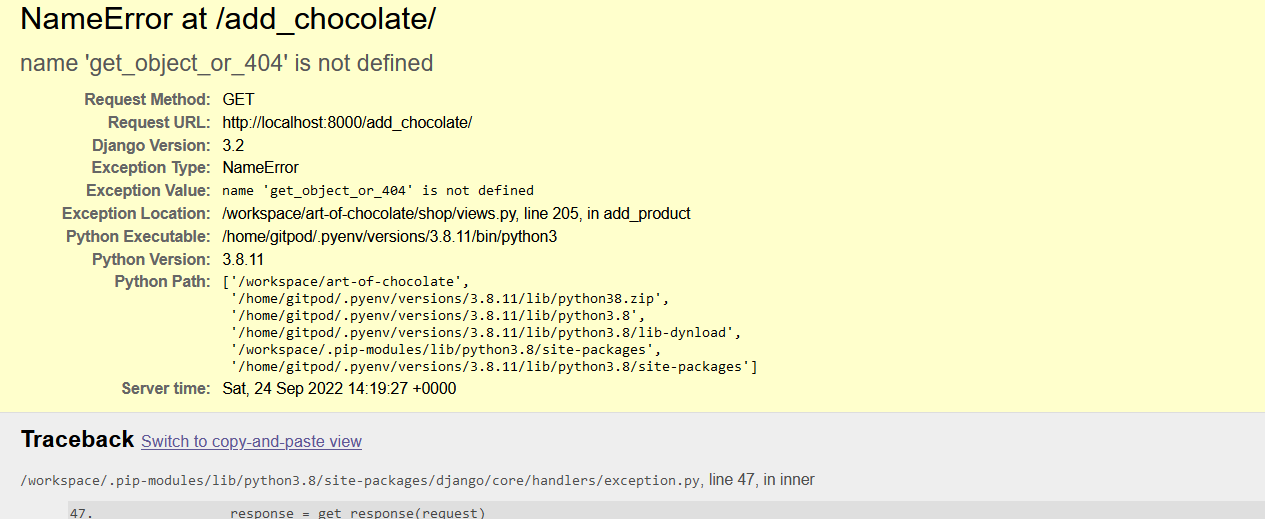 NameError at /add_chocolate/
name 'get_object_or_404' is not defined
Request Method: GET
Request URL: http://localhost:8000/add_chocolate/
Django Version: 3.2
Exception Type: NameError
Exception Value: name 'get_object_or_404' is not defined
Exception Location: /workspace/art-of-chocolate/shop/views.py, line 205, in add_product
Python Executable: /home/gitpod/.pyenv/versions/3.8.11/bin/python3
Python Version: 3.8.11
Python Path: ['/workspace/art-of-chocolate',
'/home/gitpod/.pyenv/versions/3.8.11/lib/python38.zip',
'/home/gitpod/.pyenv/versions/3.8.11/lib/python3.8',
'/home/gitpod/.pyenv/versions/3.8.11/lib/python3.8/lib-dynload',
'/workspace/.pip-modules/lib/python3.8/site-packages',
'/home/gitpod/.pyenv/versions/3.8.11/lib/python3.8/site-packages']
Server time: Sat, 24 Sep 2022 14:19:27 +0000
Traceback Switch to copy-and-paste view
/workspace/.pip-modules/lib/python3.8/site-packages/django/core/handlers/exception.py, line 47, in inner
47. response = get_response(request)